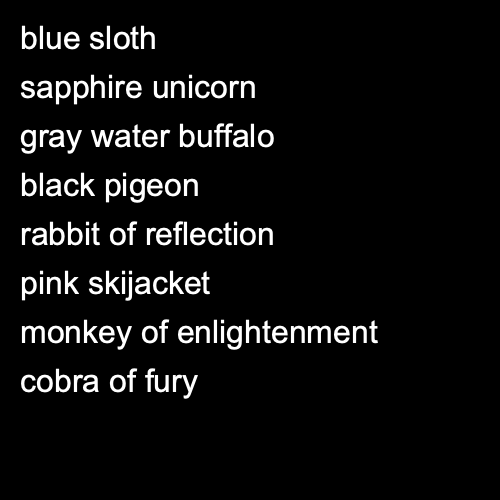 blue sloth
sapphire unicorn
gray water buffalo
black pigeon
rabbit of reflection
pink skijacket
monkey of enlightenment
cobra of fury